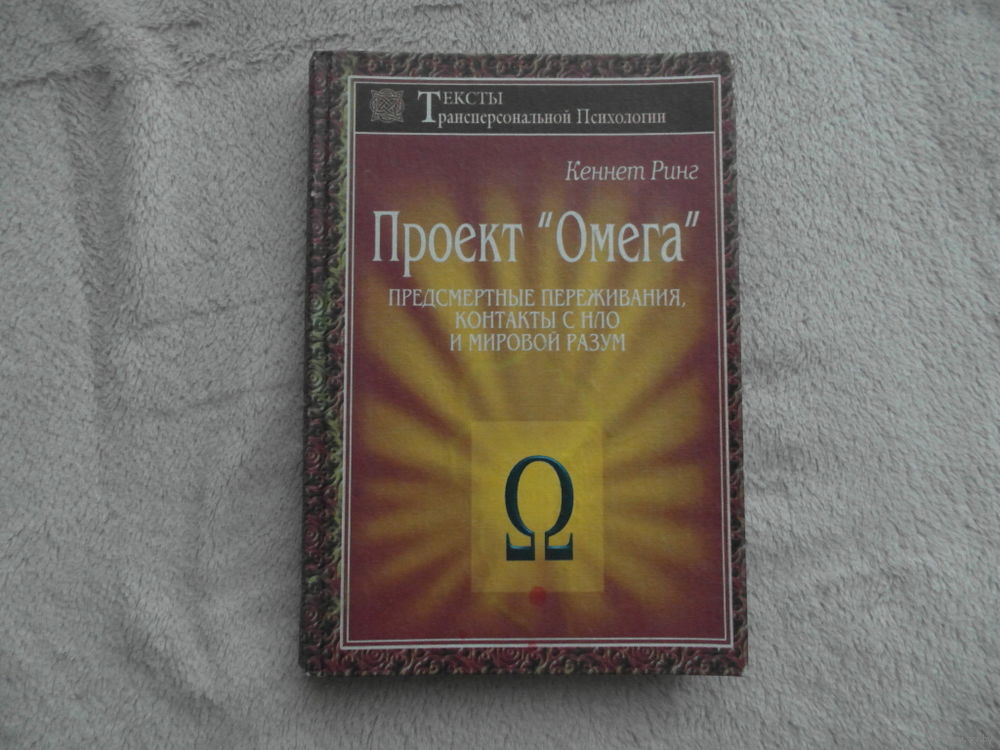 Тексты
Трансперсональной Психологии
Кеннет Ринг
Проект "Омега"
ПРЕДСМЕРТНЫЕ ПЕРЕЖИВАНИЯ,
КОНТАКТЫ С НЛО
И МИРОВОЙ РАЗУМ
Ω